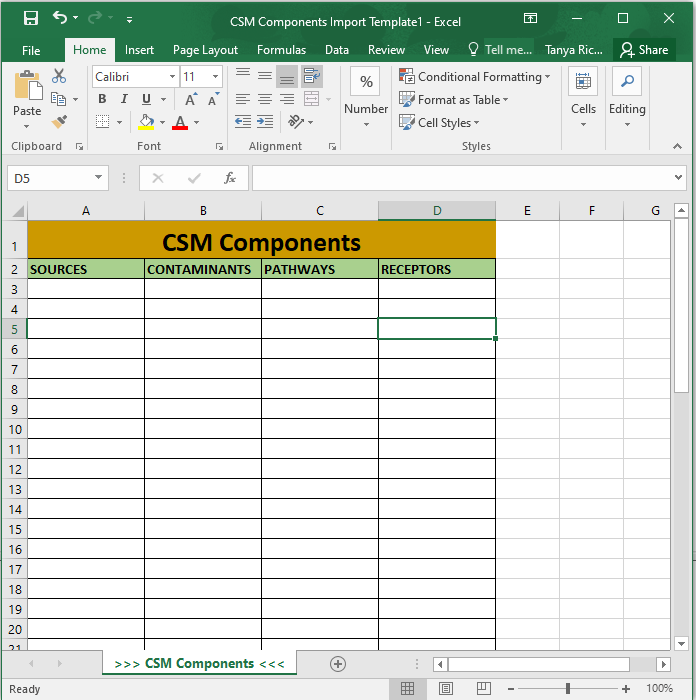 CSM Components Import Template1 - Excel
File Home Insert Page Layout Formulas Data Review View Tell me... Tanya Ric... Share
Calibri 11
Paste
B I U A A
A
% Number Cells Editing
Conditional Formatting
Format as Table
Cell Styles
Clipboard Font Alignment Styles
D5 fx
A B C D E F G
1 CSM Components
2 SOURCES CONTAMINANTS PATHWAYS RECEPTORS
3
4
5
6
7
8
9
10
11
12
13
14
15
16
17
18
19
20
21
>>> CSM Components <<<
Ready 100%